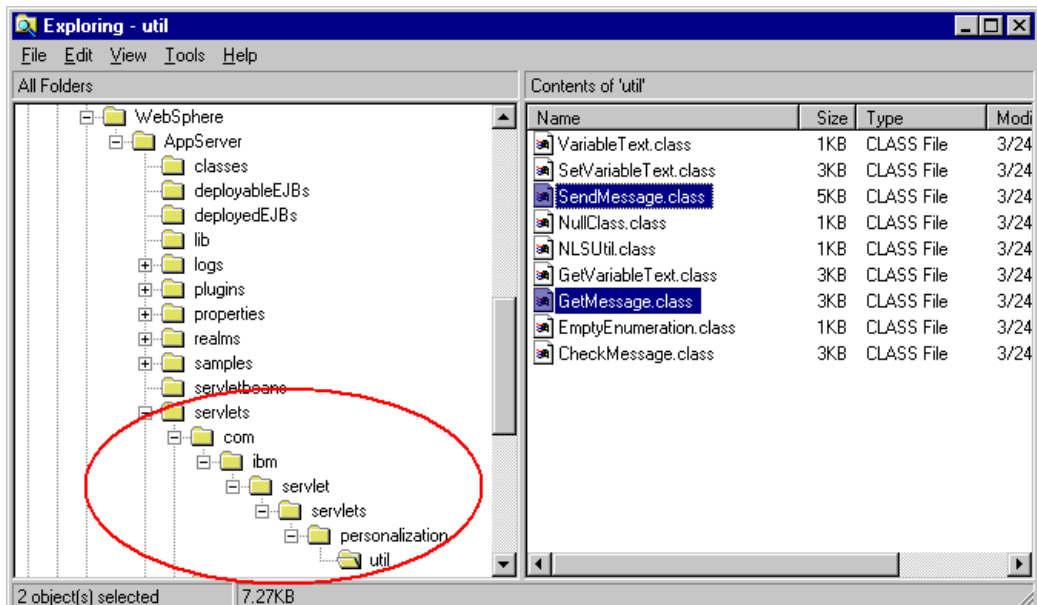 Exploring - util
File Edit View Tools Help
All Folders
WebSphere
AppServer
classes
deployableEJBs
deployedEJBs
lib
logs
plugins
properties
realms
samples
servletbeans
servlets
com
ibm
servlet
servlets
personalization
util
Contents of 'util'
Name Size Type Modi
VariableText.class 1KB CLASS File 3/24
SetVariableText.class 3KB CLASS File 3/24
SendMessage.class 5KB CLASS File 3/24
NullClass.class 1KB CLASS File 3/24
NLSUtil.class 1KB CLASS File 3/24
GetVariableText.class 3KB CLASS File 3/24
GetMessage.class 3KB CLASS File 3/24
EmptyEnumeration.class 1KB CLASS File 3/24
CheckMessage.class 3KB CLASS File 3/24
2 object(s) selected 7.27KB